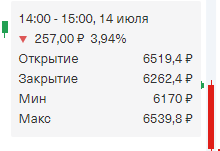 14:00 - 15:00, 14 июля
▼ 257,00 ₽ 3,94%
Открытие 6519,4 ₽
Закрытие 6262,4 ₽
Мин 6170 ₽
Макс 6539,8 ₽